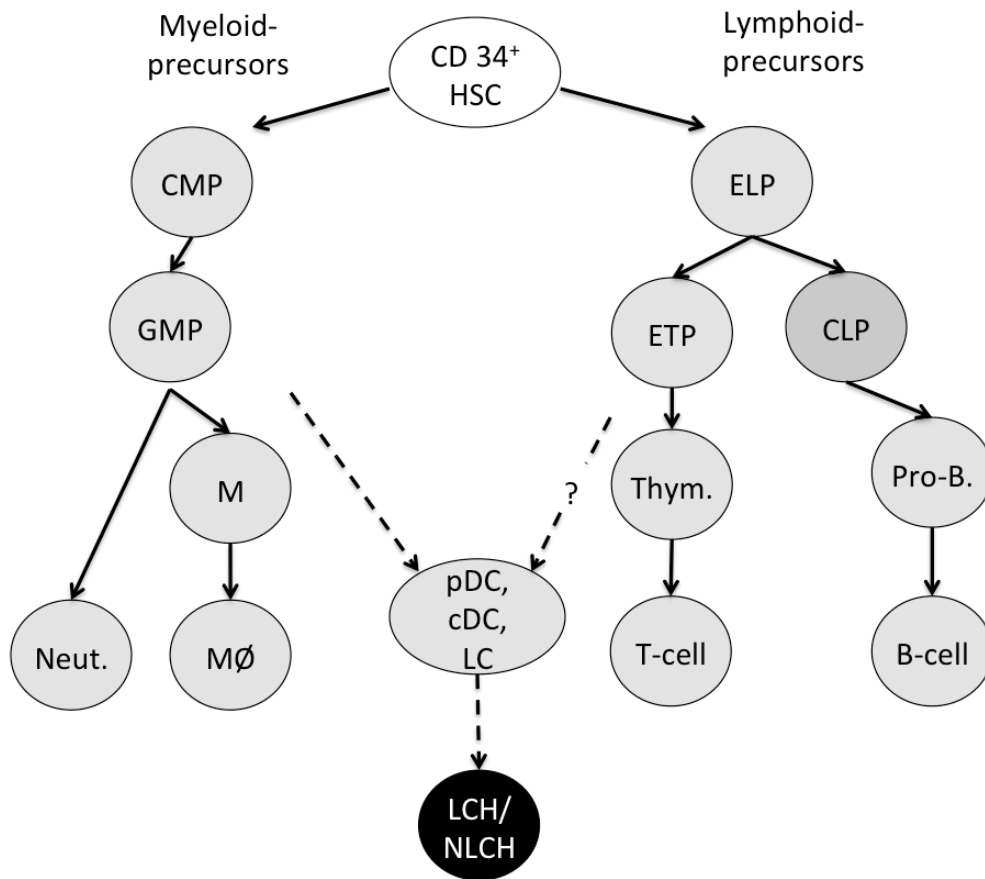 Myeloid-
precursors
CD 34⁺
HSC
Lymphoid-
precursors
CMP
ELP
GMP
ETP
CLP
M
?
Thym.
Pro-B.
Neut.
MØ
pDC,
cDC,
LC
T-cell
B-cell
LCH/
NLCH